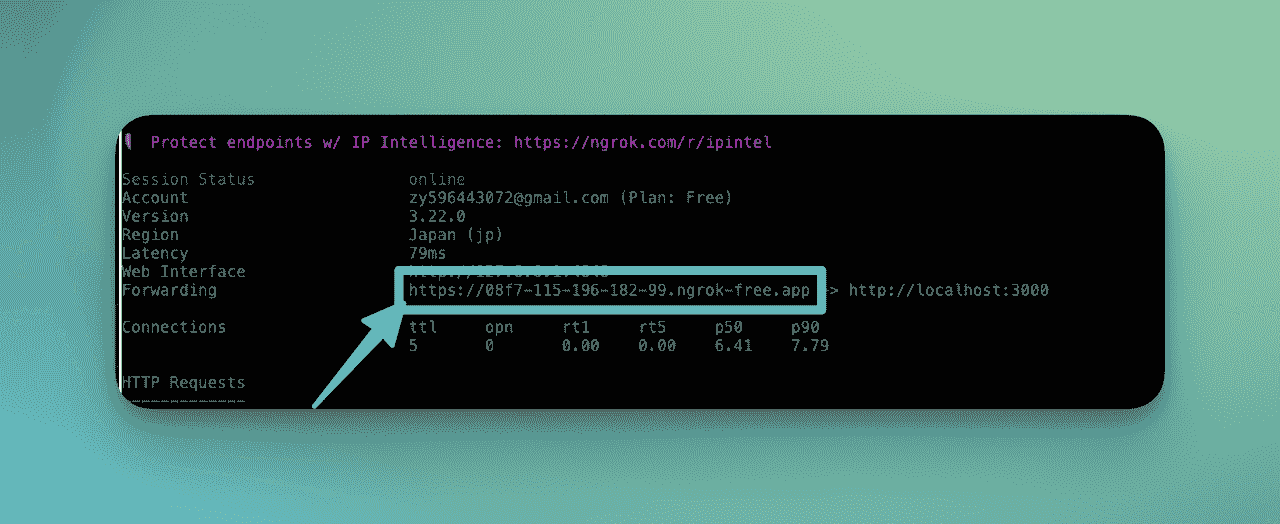 Protect endpoints w/ IP Intelligence: https://ngrok.com/r/ipintel
Session Status online
Account zy596443072@gmail.com (Plan: Free)
Version 3.22.0
Region Japan (jp)
Latency 79ms
Web Interface
Forwarding https://08f7-115-196-182-99.ngrok-free.app -> http://localhost:3000
Connections ttl opn rt1 rt5 p50 p90
5 0 0.00 0.00 6.41 7.79
HTTP Requests